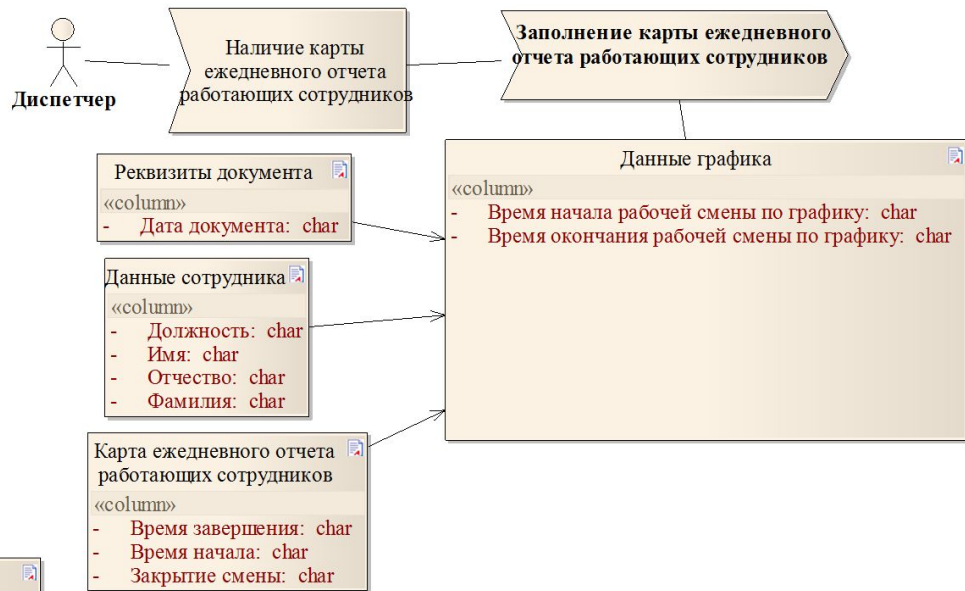 Диспетчер
Наличие карты
ежедневного отчета
работающих сотрудников
Заполнение карты ежедневного
отчета работающих сотрудников
Реквизиты документа
«column»
- Дата документа: char
Данные сотрудника
«column»
- Должность: char
- Имя: char
- Отчество: char
- Фамилия: char
Карта ежедневного отчета
работающих сотрудников
«column»
- Время завершения: char
- Время начала: char
- Закрытие смены: char
Данные графика
«column»
- Время начала рабочей смены по графику: char
- Время окончания рабочей смены по графику: char